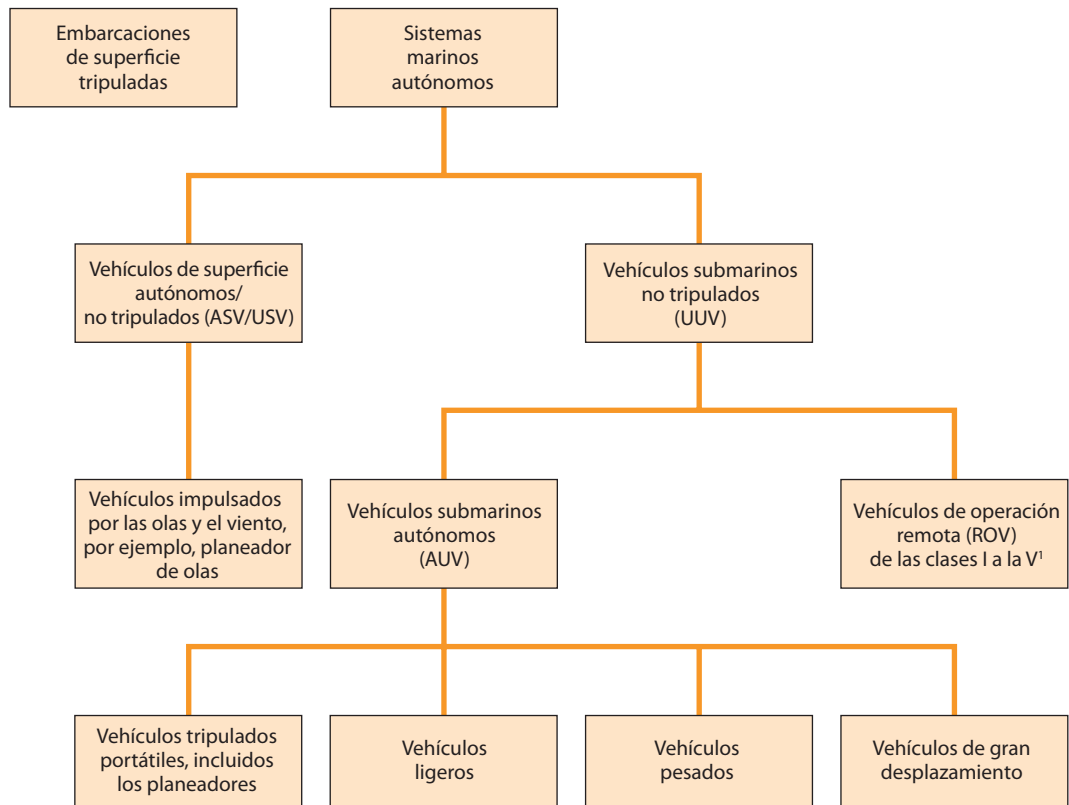 Embarcaciones
de superficie
tripuladas
Sistemas
marinos
autónomos
Vehículos de superficie
autónomos/
no tripulados (ASV/USV)
Vehículos submarinos
no tripulados
(UUV)
Vehículos impulsados
por las olas y el viento,
por ejemplo, planeador
de olas
Vehículos submarinos
autónomos
(AUV)
Vehículos de operación
remota (ROV)
de las clases I a la V¹
Vehículos tripulados
portátiles, incluidos
los planeadores
Vehículos
ligeros
Vehículos
pesados
Vehículos de gran
desplazamiento